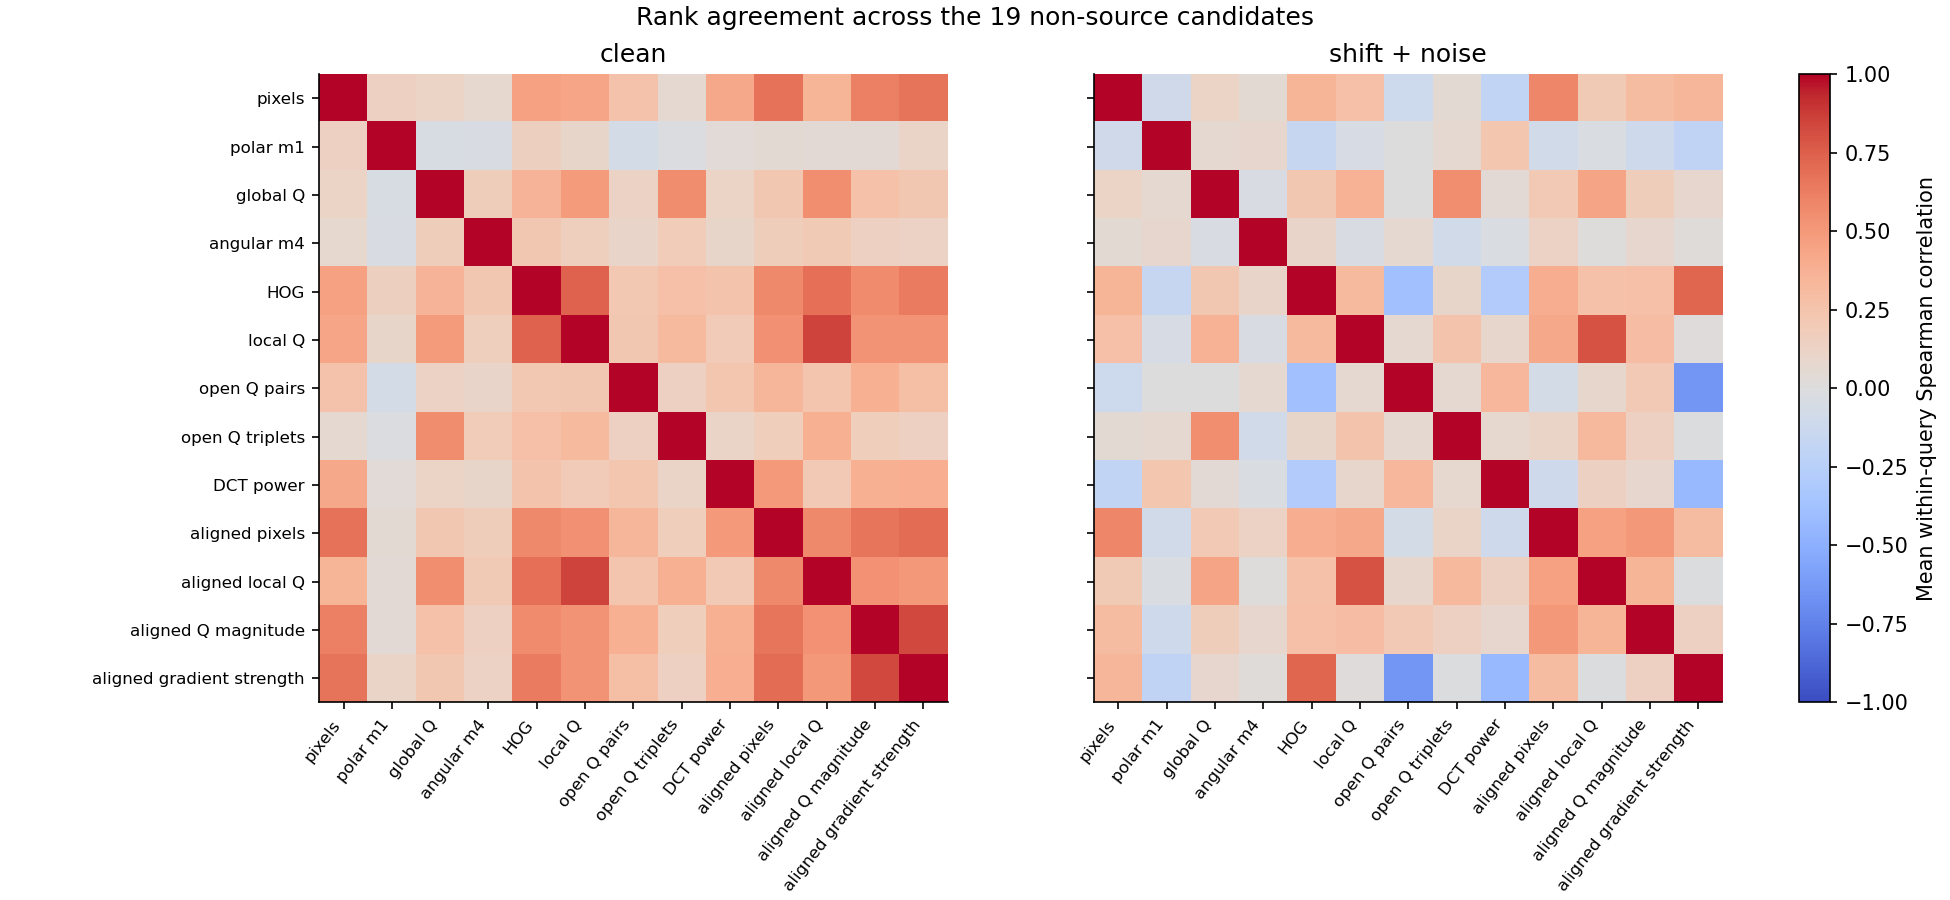 Rank agreement across the 19 non-source candidates
clean
shift + noise
pixels
polar m1
global Q
angular m4
HOG
local Q
open Q pairs
open Q triplets
DCT power
aligned pixels
aligned local Q
aligned Q magnitude
aligned gradient strength
pixels
polar m1
global Q
angular m4
HOG
local Q
open Q pairs
open Q triplets
DCT power
aligned pixels
aligned local Q
aligned Q magnitude
aligned gradient strength
pixels
polar m1
global Q
angular m4
HOG
local Q
open Q pairs
open Q triplets
DCT power
aligned pixels
aligned local Q
aligned Q magnitude
aligned gradient strength
1.00
0.75
0.50
0.25
0.00
−0.25
−0.50
−0.75
−1.00
Mean within-query Spearman correlation